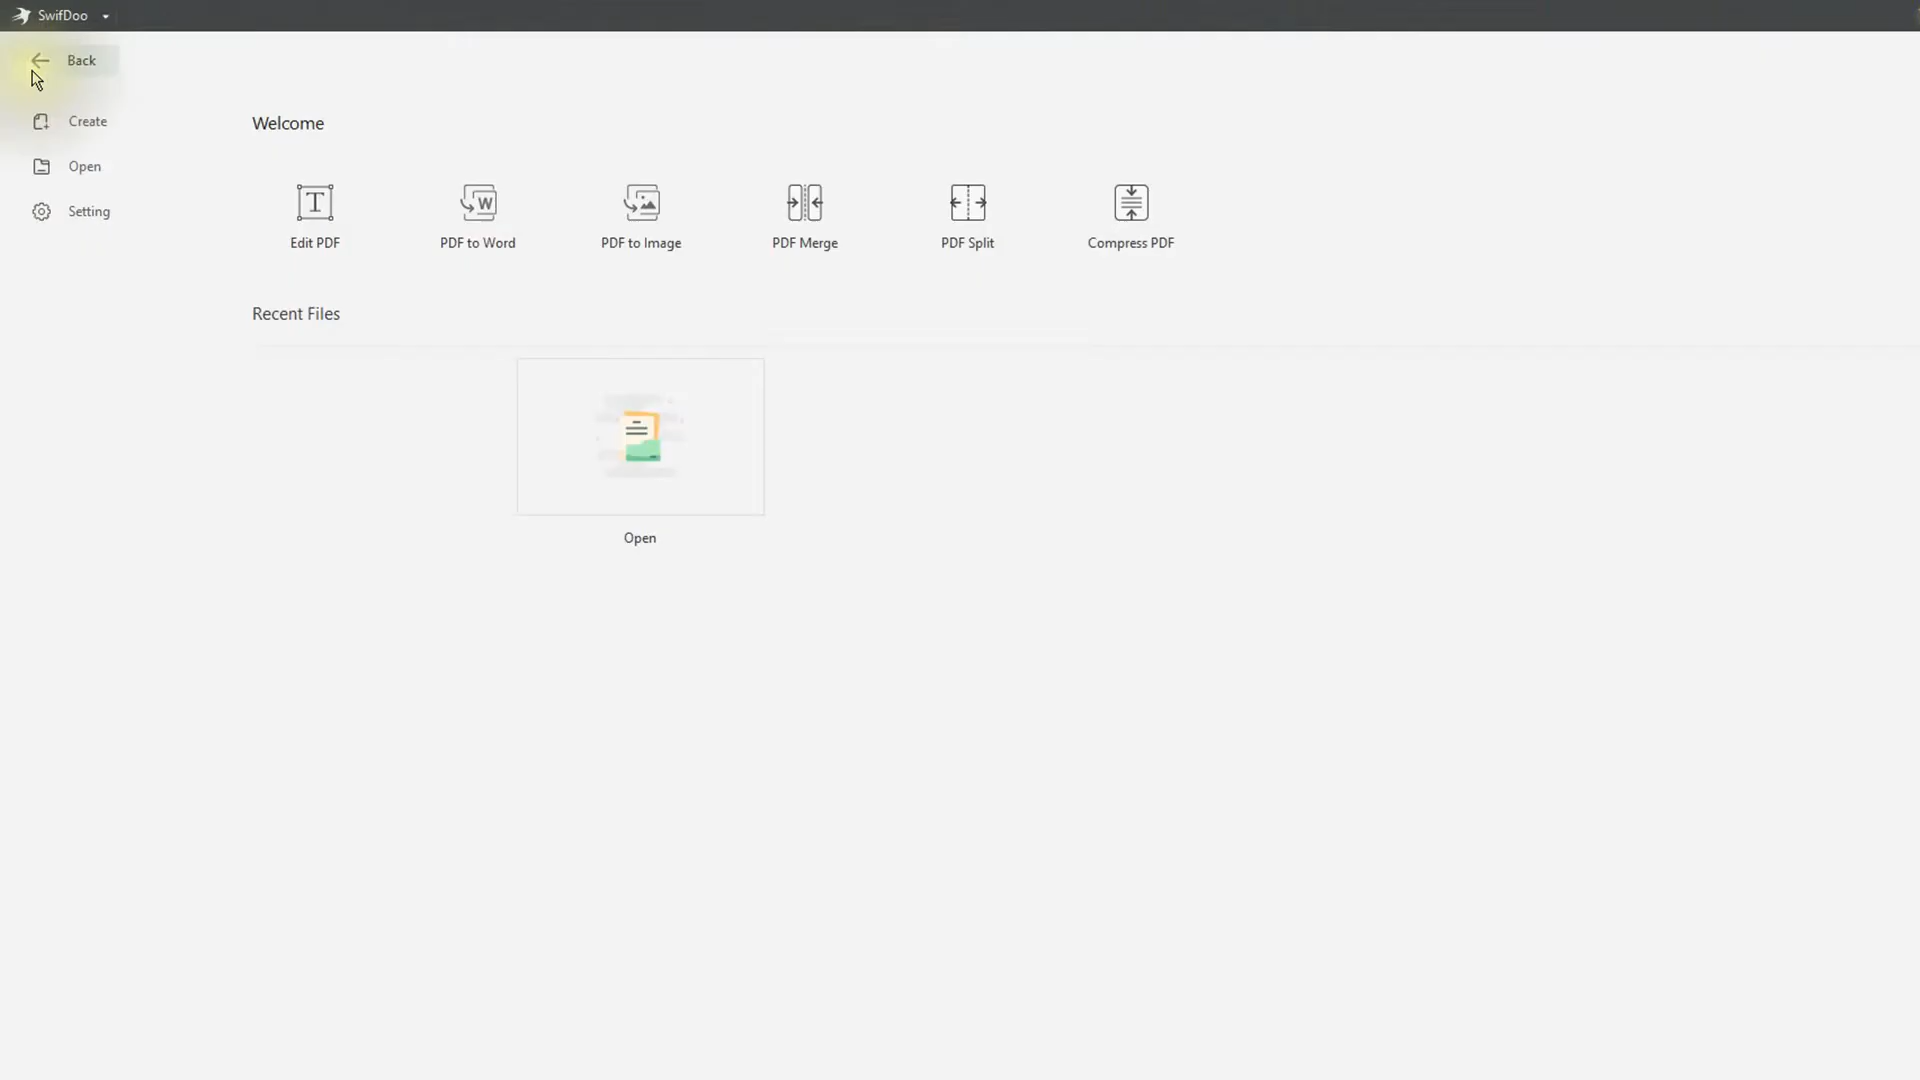 SwifDoo
Back
Create
Open
Setting
Welcome
Edit PDF
PDF to Word
PDF to Image
PDF Merge
PDF Split
Compress PDF
Recent Files
Open